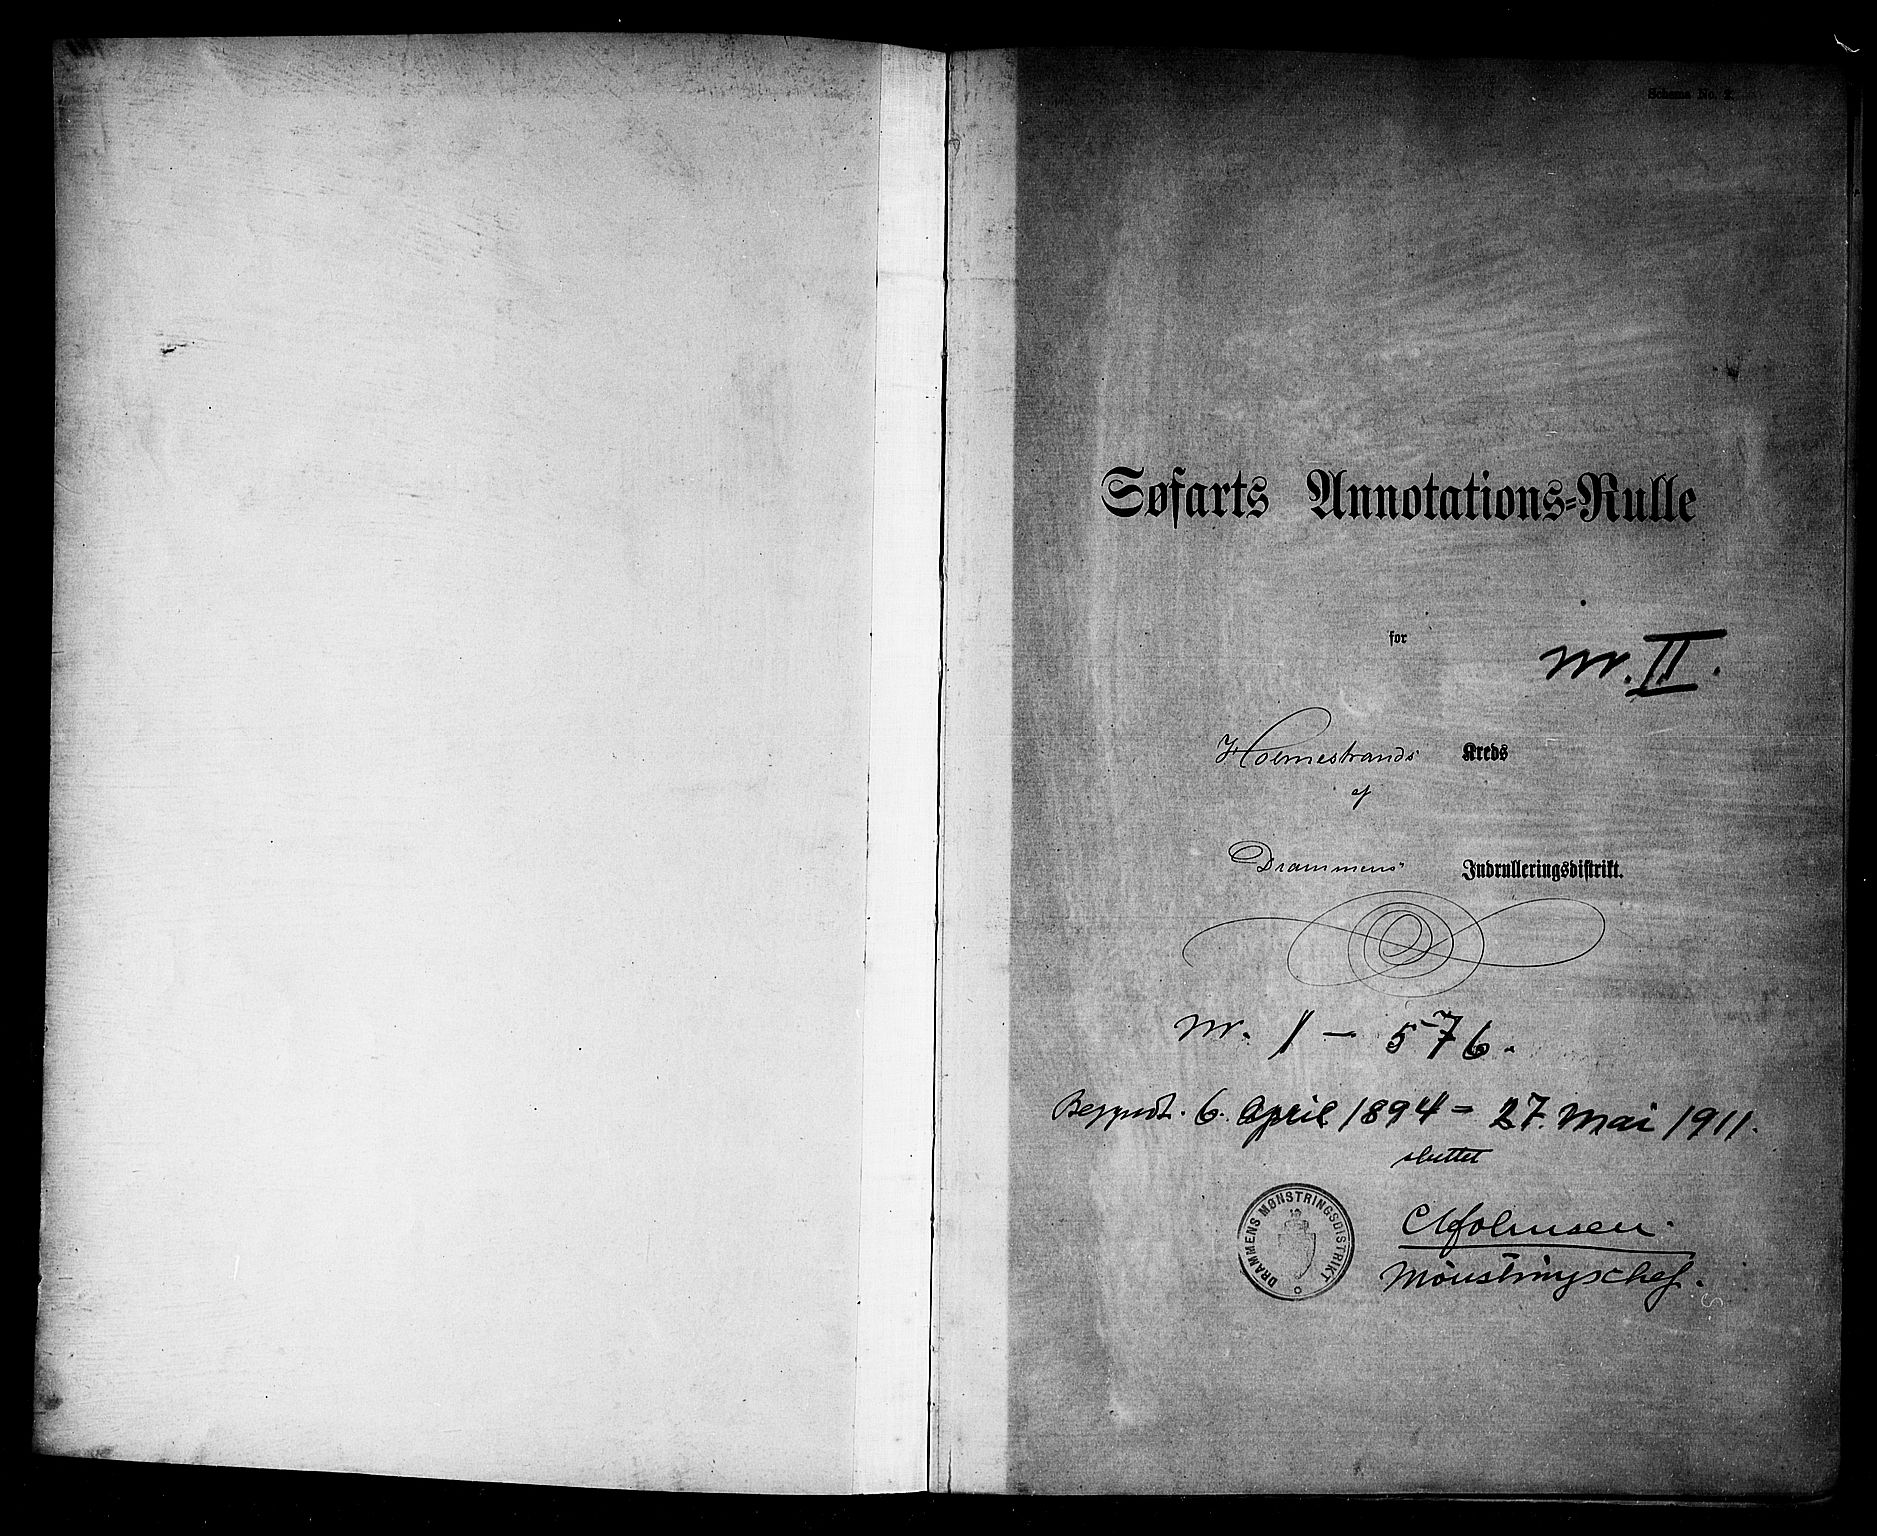 Schema No. 2.
Søfarts Annotations-Rulle
for
Nr. II.
Holmestrands Kreds
af
Drammens Indrulleringsdistrikt.
Nr. 1 – 576.
Begyndt. 6. April 1894 – 27. Mai 1911.
sluttet
DRAMMENS MØNSTRINGSDISTRIKT
Mønstringschef.